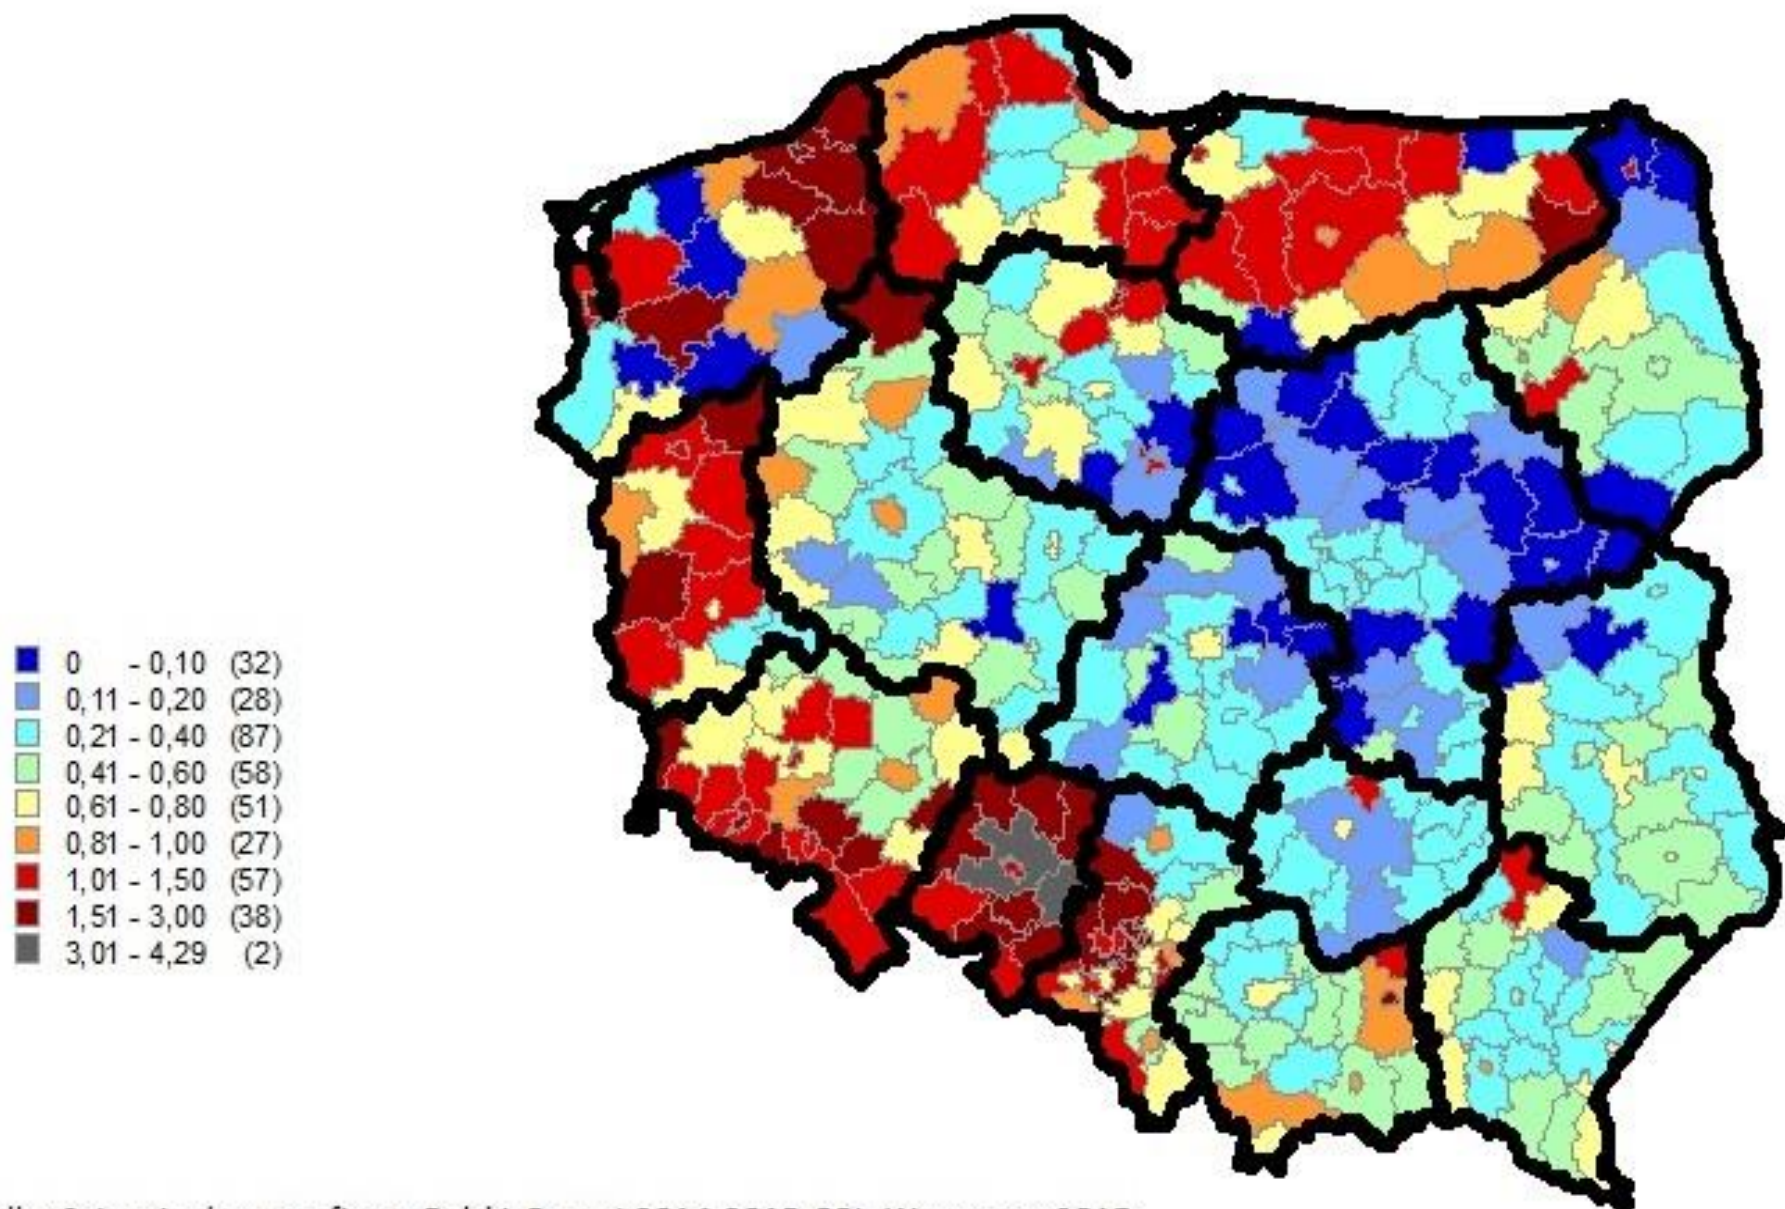 0 - 0,10 (32)
0,11 - 0,20 (28)
0,21 - 0,40 (87)
0,41 - 0,60 (58)
0,61 - 0,80 (51)
0,81 - 1,00 (27)
1,01 - 1,50 (57)
1,51 - 3,00 (38)
3,01 - 4,29 (2)